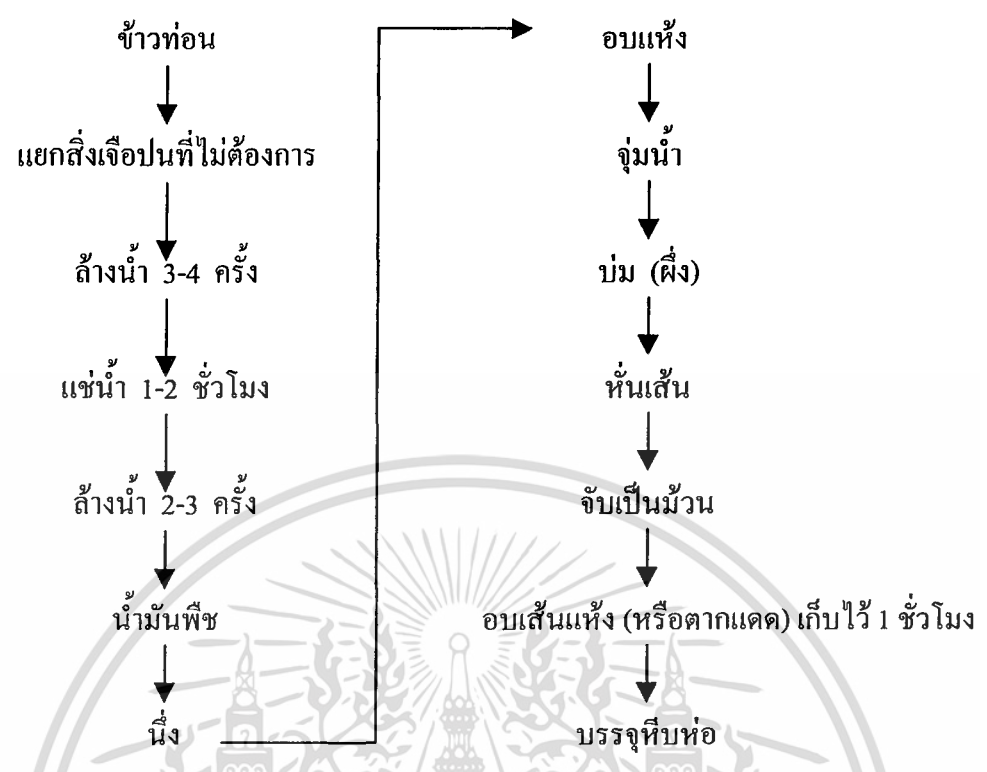 ข้าวท่อน
แยกสิ่งเจือปนที่ไม่ต้องการ
ล้างน้ำ 3-4 ครั้ง
แช่น้ำ 1-2 ชั่วโมง
ล้างน้ำ 2-3 ครั้ง
น้ำมันพืช
นึ่ง
อบแห้ง
จุ่มน้ำ
บ่ม (ผึ่ง)
หั่นเส้น
จับเป็นม้วน
อบเส้นแห้ง (หรือตากแดด) เก็บไว้ 1 ชั่วโมง
บรรจุหีบห่อ